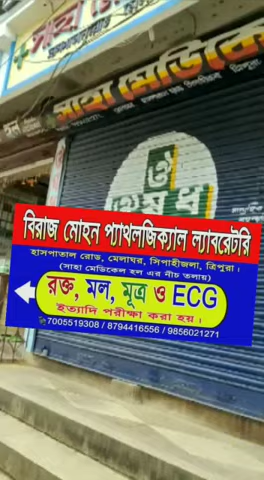 সাহা মেডিকেল
ঔষধ
বিরাজ মোহন প্যাথলজিক্যাল ল্যাবরেটরি
হাসপাতাল রোড, মেলাঘর, সিপাহীজলা, ত্রিপুরা।
(সাহা মেডিকেল হল এর নীচ তলায়)
রক্ত, মল, মূত্র ও ECG
ইত্যাদি পরীক্ষা করা হয়।
7005519308 / 8794416556 / 9856021271